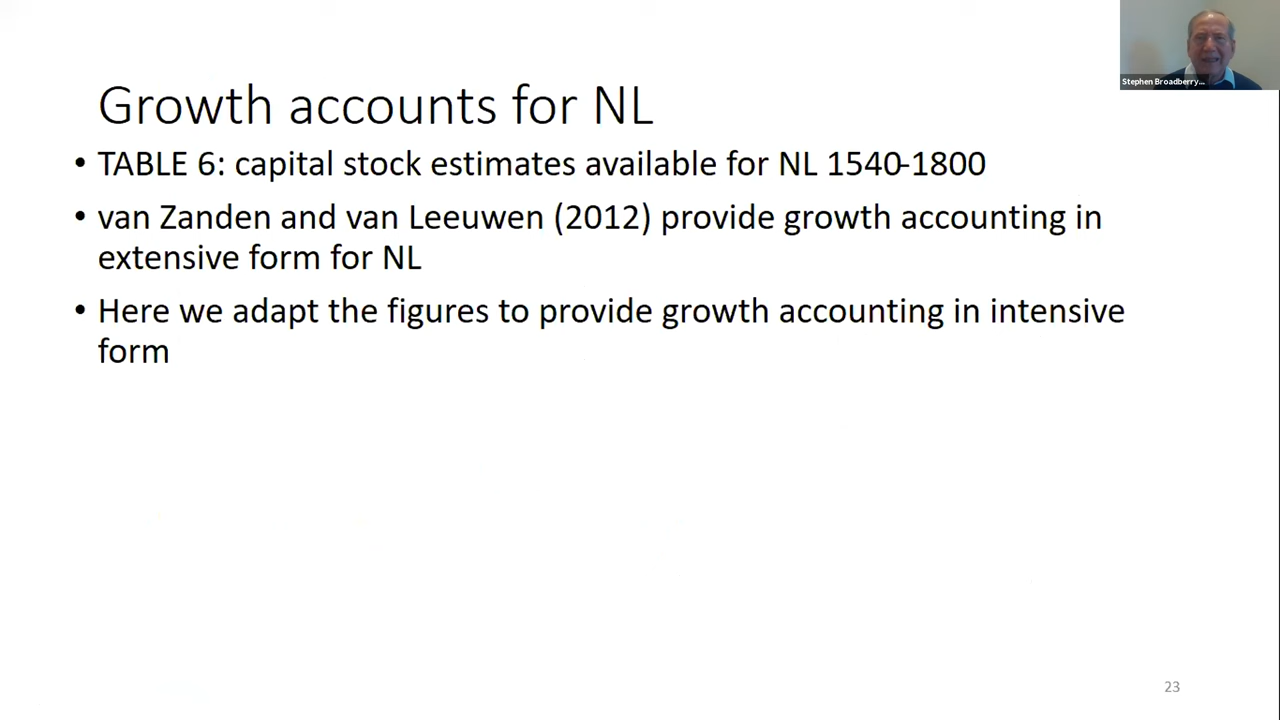 Stephen Broadberry...
Growth accounts for NL
• TABLE 6: capital stock estimates available for NL 1540-1800
• van Zanden and van Leeuwen (2012) provide growth accounting in
extensive form for NL
• Here we adapt the figures to provide growth accounting in intensive
form
23